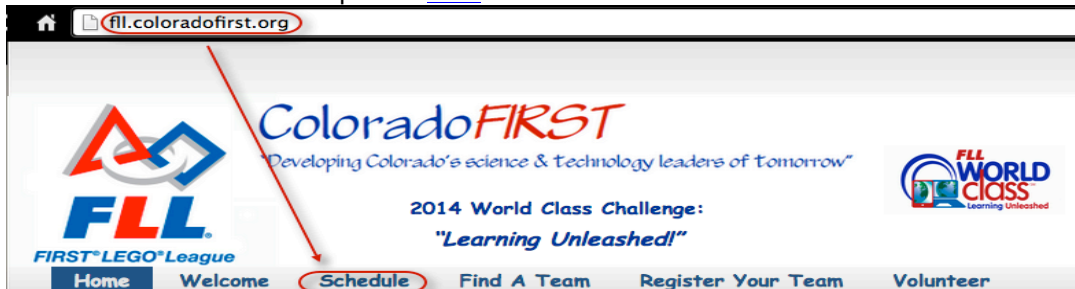 fll.coloradofirst.org
ColoradoFIRST
"Developing Colorado's science & technology leaders of tomorrow"
FLL WORLD CLASS
Learning Unleashed
2014 World Class Challenge:
"Learning Unleashed!"
FLL.
FIRST® LEGO® League
Home Welcome Schedule Find A Team Register Your Team Volunteer